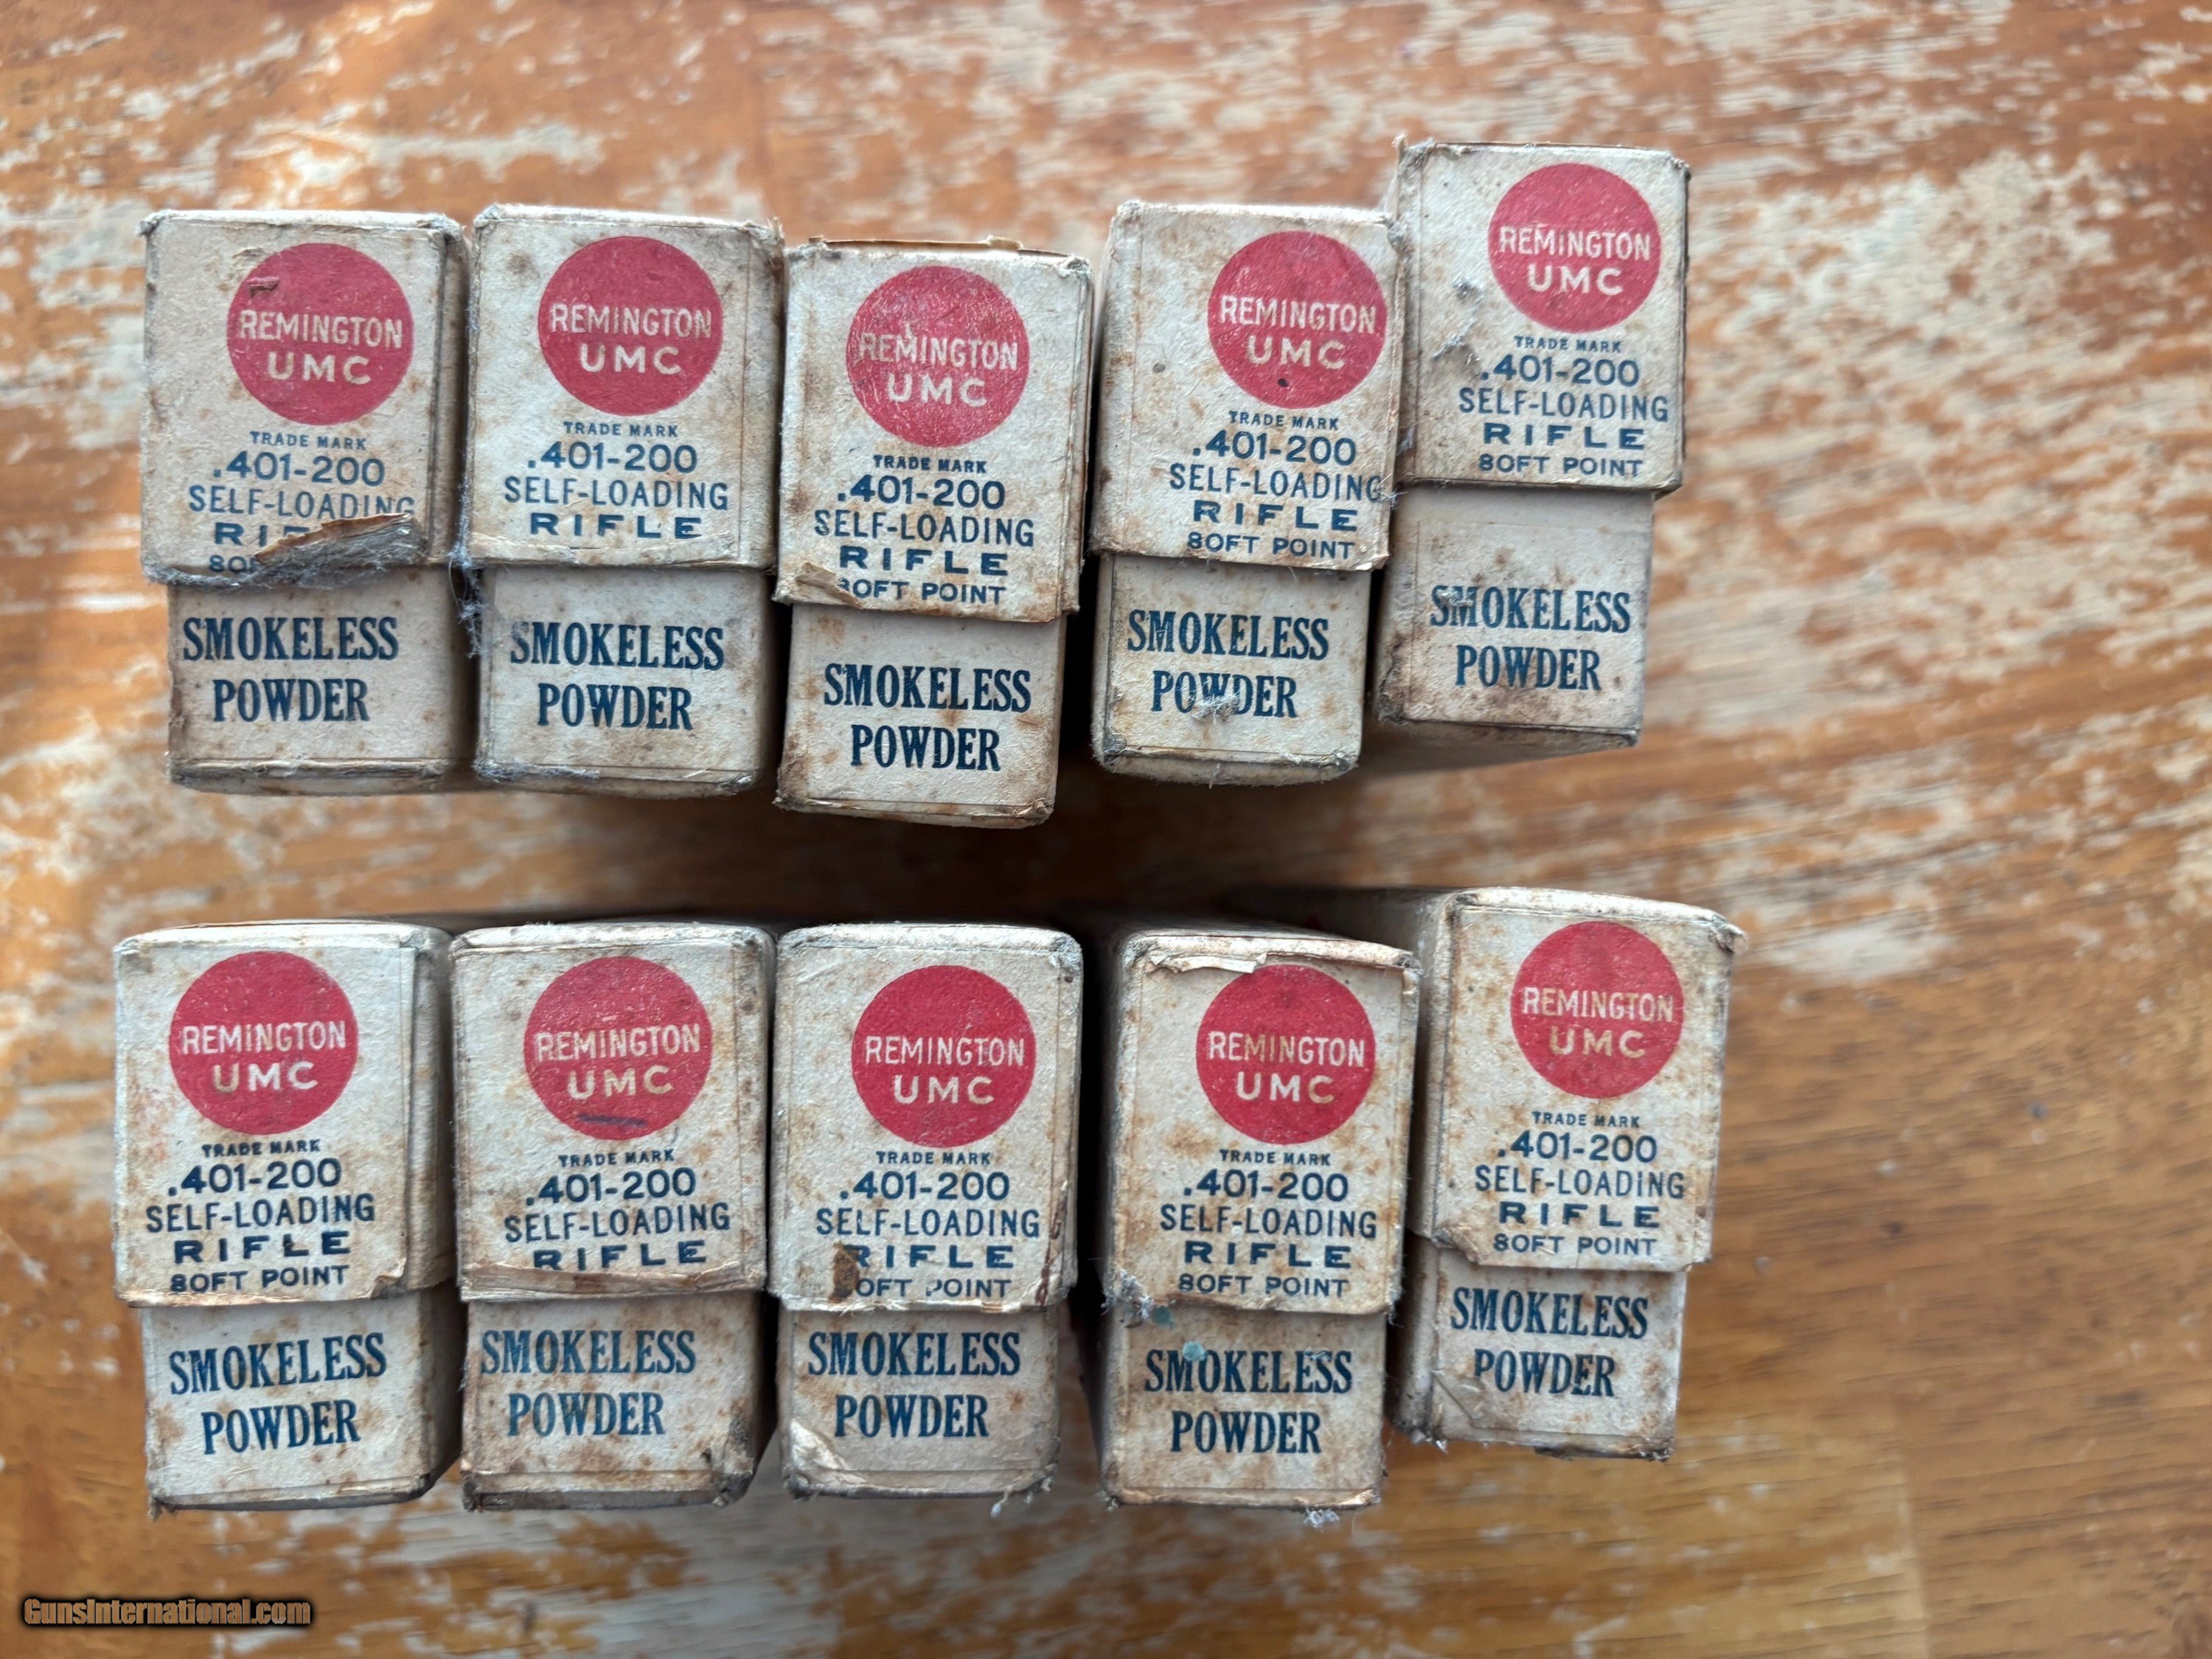 REMINGTON
UMC
TRADE MARK
.401-200
SELF-LOADING
SMOKELESS
POWDER
REMINGTON
UMC
TRADE MARK
.401-200
SELF-LOADING
RIFLE
SMOKELESS
POWDER
REMINGTON
UMC
TRADE MARK
.401-200
SELF-LOADING
RIFLE
SOFT POINT
SMOKELESS
POWDER
REMINGTON
UMC
TRADE MARK
.401-200
SELF-LOADING
RIFLE
SOFT POINT
SMOKELESS
POWDER
REMINGTON
UMC
TRADE MARK
.401-200
SELF-LOADING
RIFLE
SOFT POINT
SMOKELESS
POWDER
REMINGTON
UMC
TRADE MARK
.401-200
SELF-LOADING
RIFLE
SOFT POINT
SMOKELESS
POWDER
REMINGTON
UMC
TRADE MARK
.401-200
SELF-LOADING
RIFLE
SMOKELESS
POWDER
REMINGTON
UMC
TRADE MARK
.401-200
SELF-LOADING
RIFLE
SOFT POINT
SMOKELESS
POWDER
REMINGTON
UMC
TRADE MARK
.401-200
SELF-LOADING
RIFLE
SOFT POINT
SMOKELESS
POWDER
REMINGTON
UMC
TRADE MARK
.401-200
SELF-LOADING
RIFLE
SOFT POINT
SMOKELESS
POWDER
GunsInternational.com